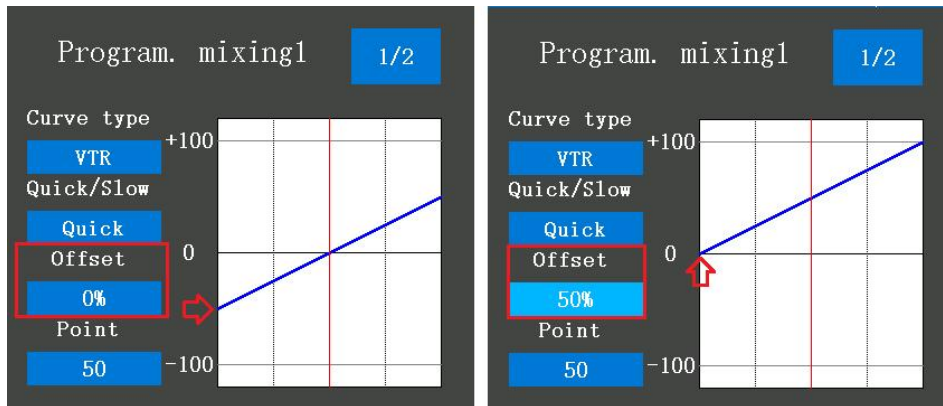 Program. mixing1 1/2
Curve type
+100
VTR
Quick/Slow
Quick
Offset
0
0%
Point
50
-100
Program. mixing1 1/2
Curve type
+100
VTR
Quick/Slow
Quick
Offset
0
50%
Point
50
-100